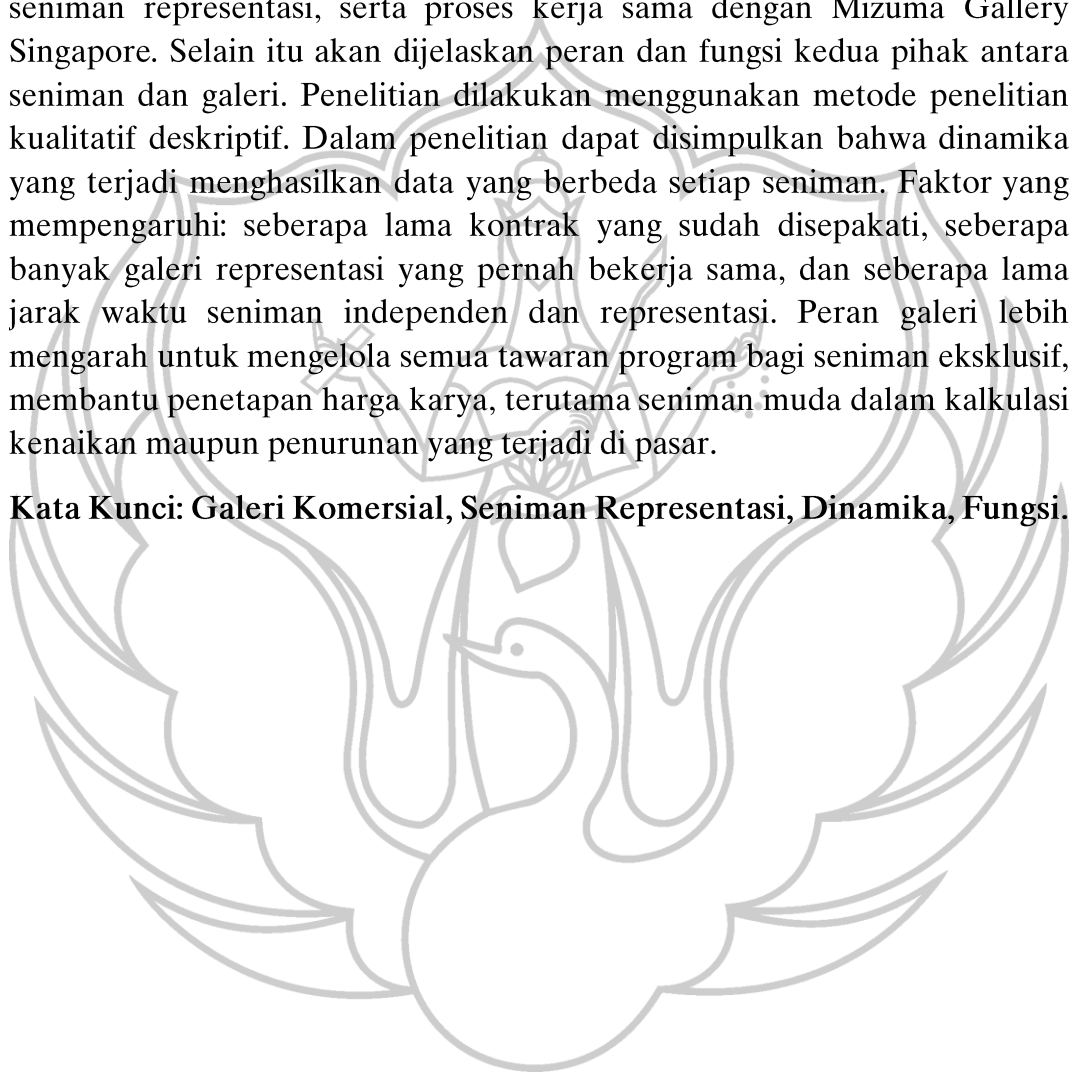 seniman representasi, serta proses kerja sama dengan Mizuma Gallery
Singapore. Selain itu akan dijelaskan peran dan fungsi kedua pihak antara
seniman dan galeri. Penelitian dilakukan menggunakan metode penelitian
kualitatif deskriptif. Dalam penelitian dapat disimpulkan bahwa dinamika
yang terjadi menghasilkan data yang berbeda setiap seniman. Faktor yang
mempengaruhi: seberapa lama kontrak yang sudah disepakati, seberapa
banyak galeri representasi yang pernah bekerja sama, dan seberapa lama
jarak waktu seniman independen dan representasi. Peran galeri lebih
mengarah untuk mengelola semua tawaran program bagi seniman eksklusif,
membantu penetapan harga karya, terutama seniman muda dalam kalkulasi
kenaikan maupun penurunan yang terjadi di pasar.
Kata Kunci: Galeri Komersial, Seniman Representasi, Dinamika, Fungsi.